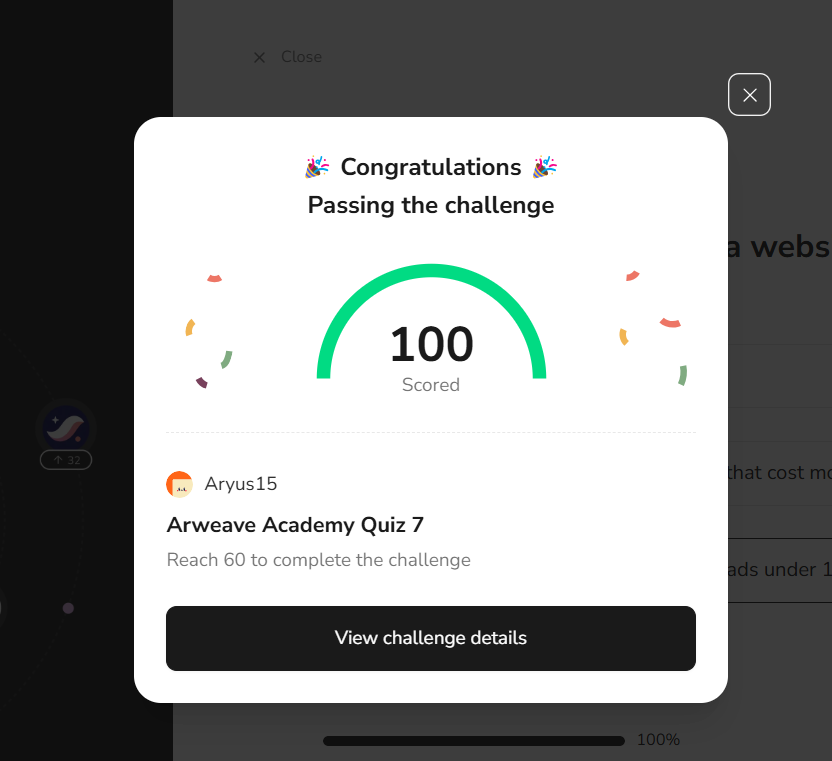 Close
Congratulations
Passing the challenge
a webs
100
Scored
32
that cost mo
Aryus15
Arweave Academy Quiz 7
Reach 60 to complete the challenge
ads under 1
View challenge details
100%